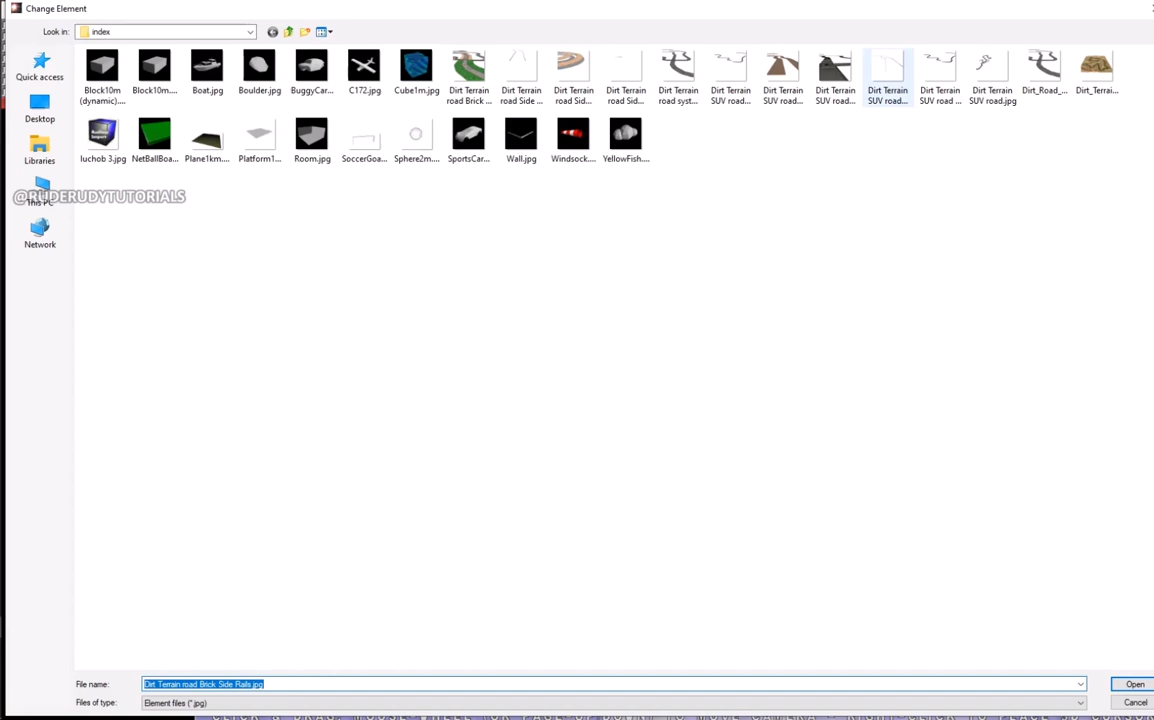 Change Element
Look in: index
Quick access
Desktop
Libraries
This PC
Network
@RUDERUDYTUTORIALS
Block10m (dynamic)....
Block10m....
Boat.jpg
Boulder.jpg
BuggyCar...
C172.jpg
Cube1m.jpg
Dirt Terrain road Brick ...
Dirt Terrain road Side ...
Dirt Terrain road Sid...
Dirt Terrain road Sid...
Dirt Terrain road syst...
Dirt Terrain SUV road...
Dirt Terrain SUV road...
Dirt Terrain SUV road...
Dirt Terrain SUV road...
Dirt Terrain SUV road ...
Dirt Terrain SUV road.jpg
Dirt_Road_...
Dirt_Terrai...
luchob 3.jpg
NetBallBoa...
Plane1km....
Platform1...
Room.jpg
SoccerGoa...
Sphere2m....
SportsCar...
Wall.jpg
Windsock....
YellowFish....
File name: Dirt Terrain road Brick Side Rails.jpg
Open
Files of type: Element files (*.jpg)
Cancel